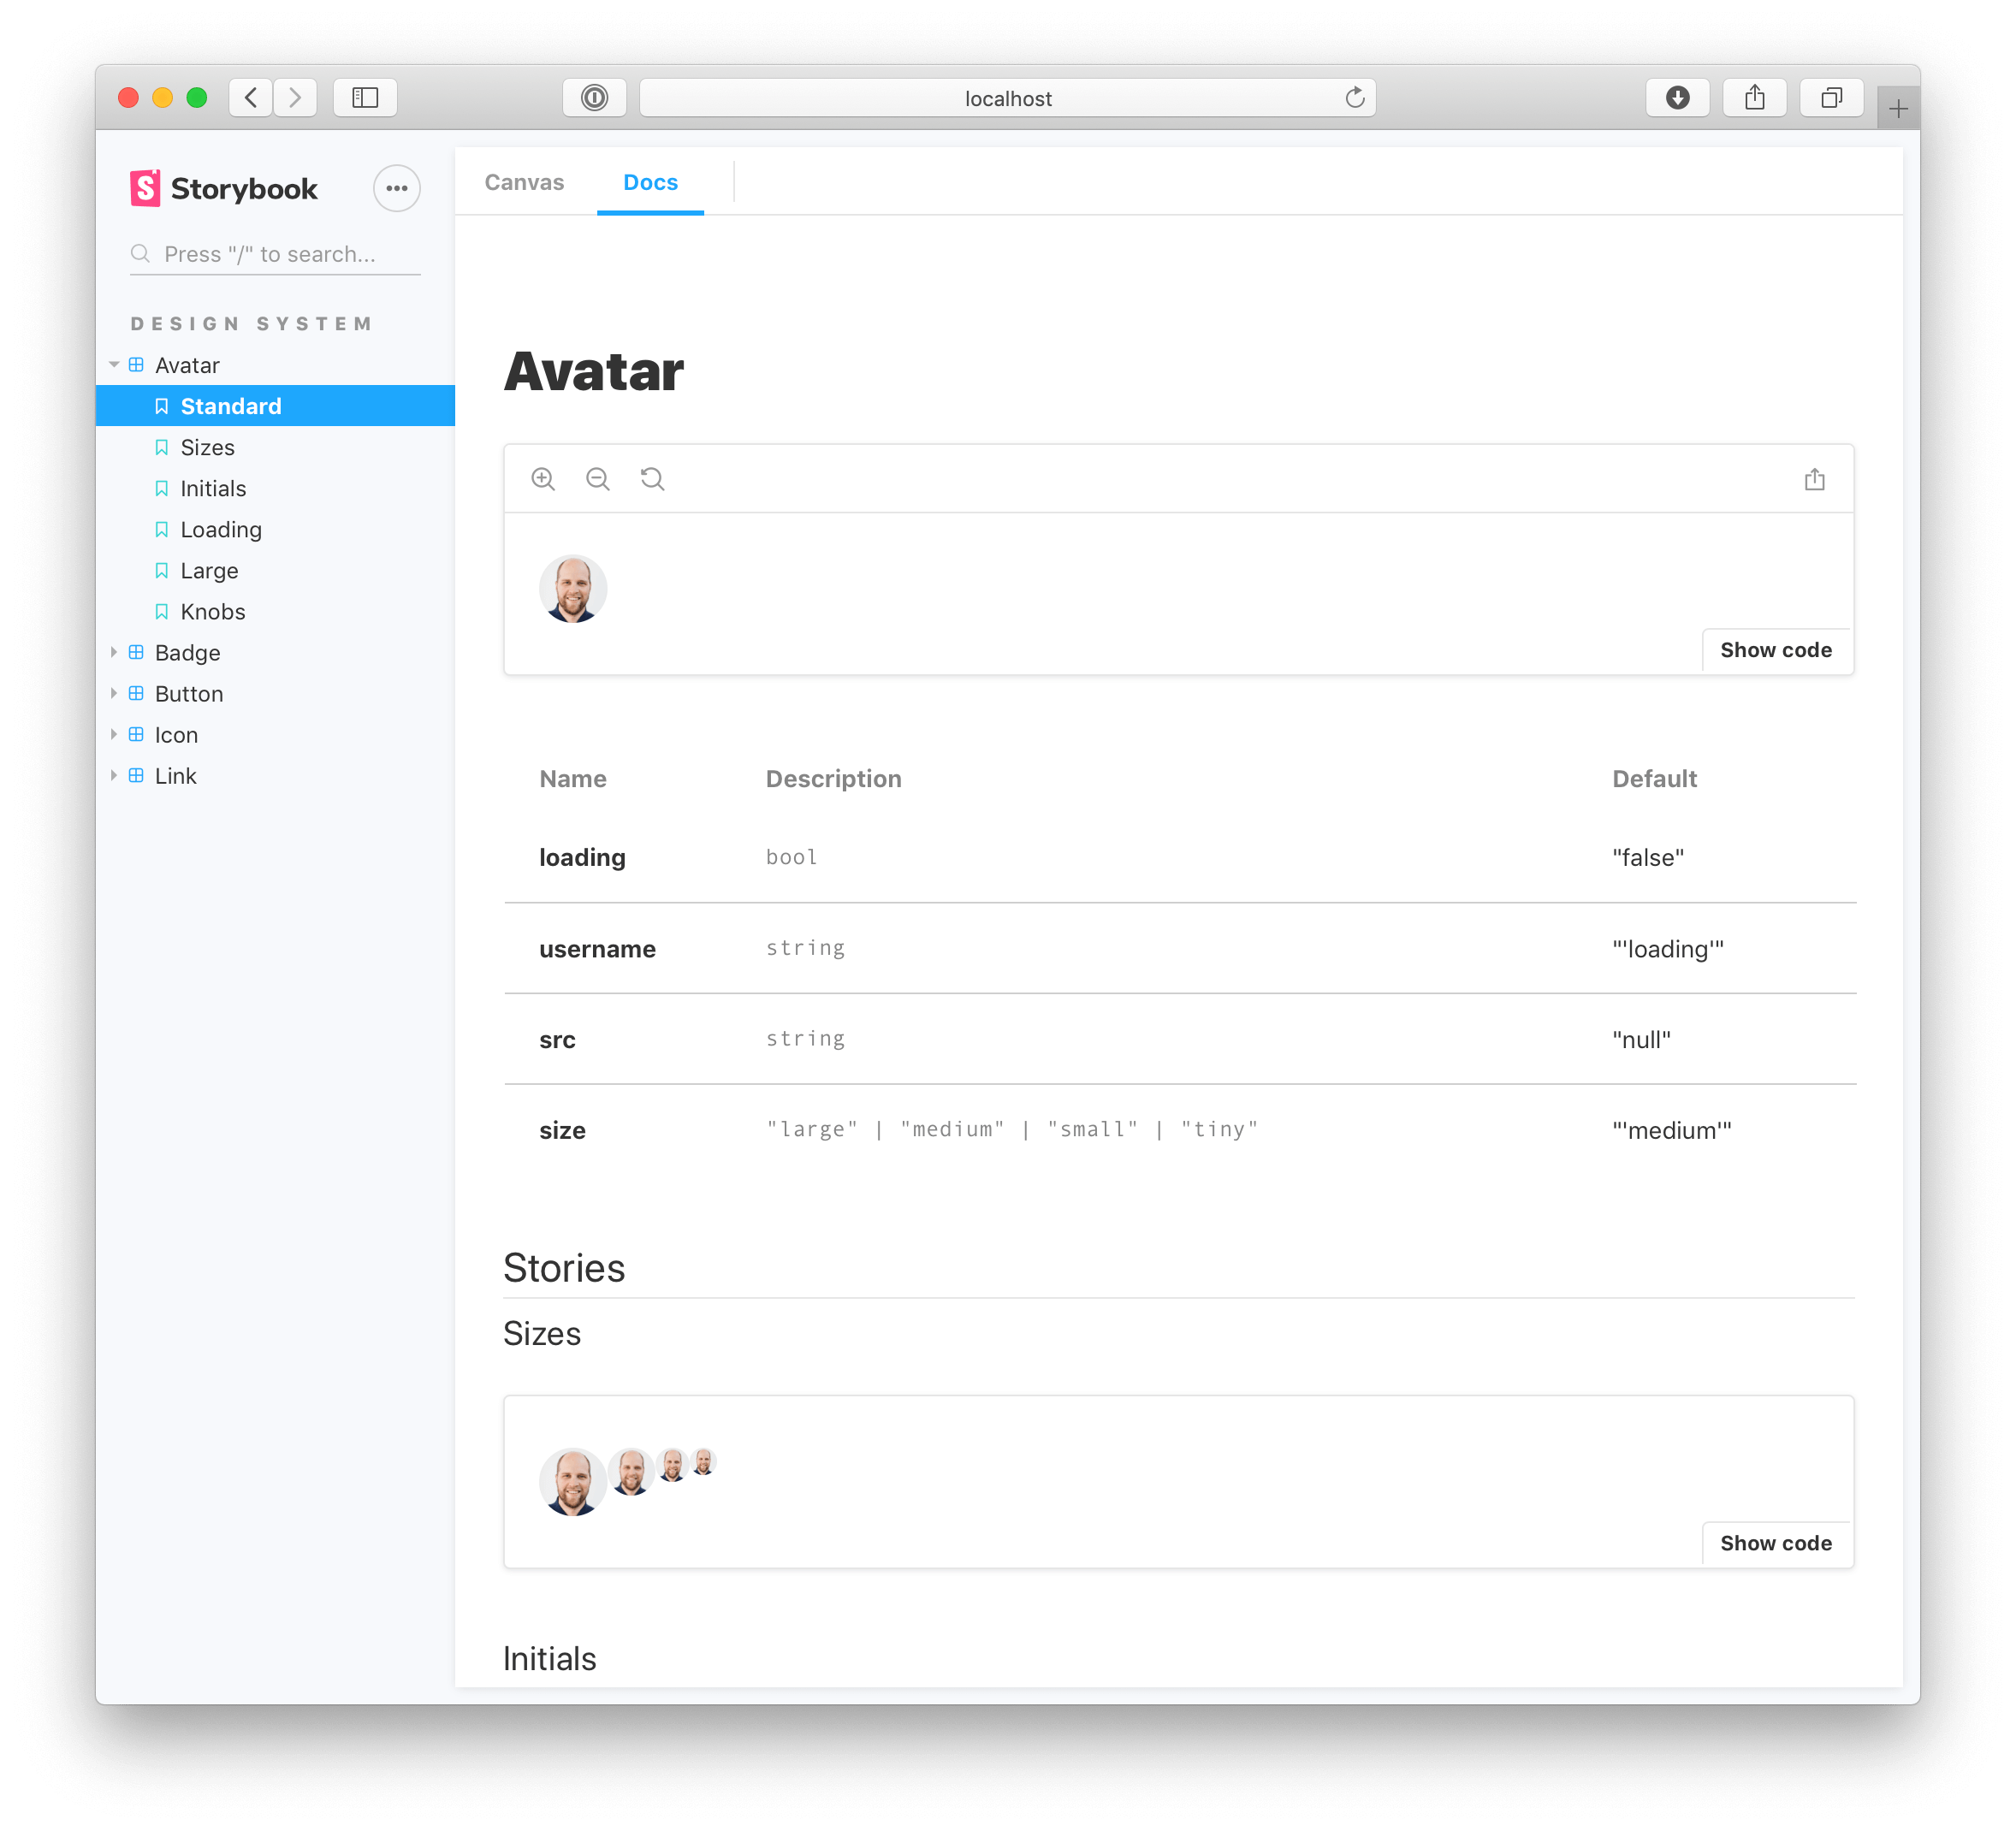 localhost
Storybook
Press "/" to search...
DESIGN SYSTEM
Avatar
Standard
Sizes
Initials
Loading
Large
Knobs
Badge
Button
Icon
Link
Canvas Docs
Avatar
Show code
Name Description Default
loading bool "false"
username string "'loading'"
src string "null"
size "large" | "medium" | "small" | "tiny" "'medium'"
Stories
Sizes
Show code
Initials